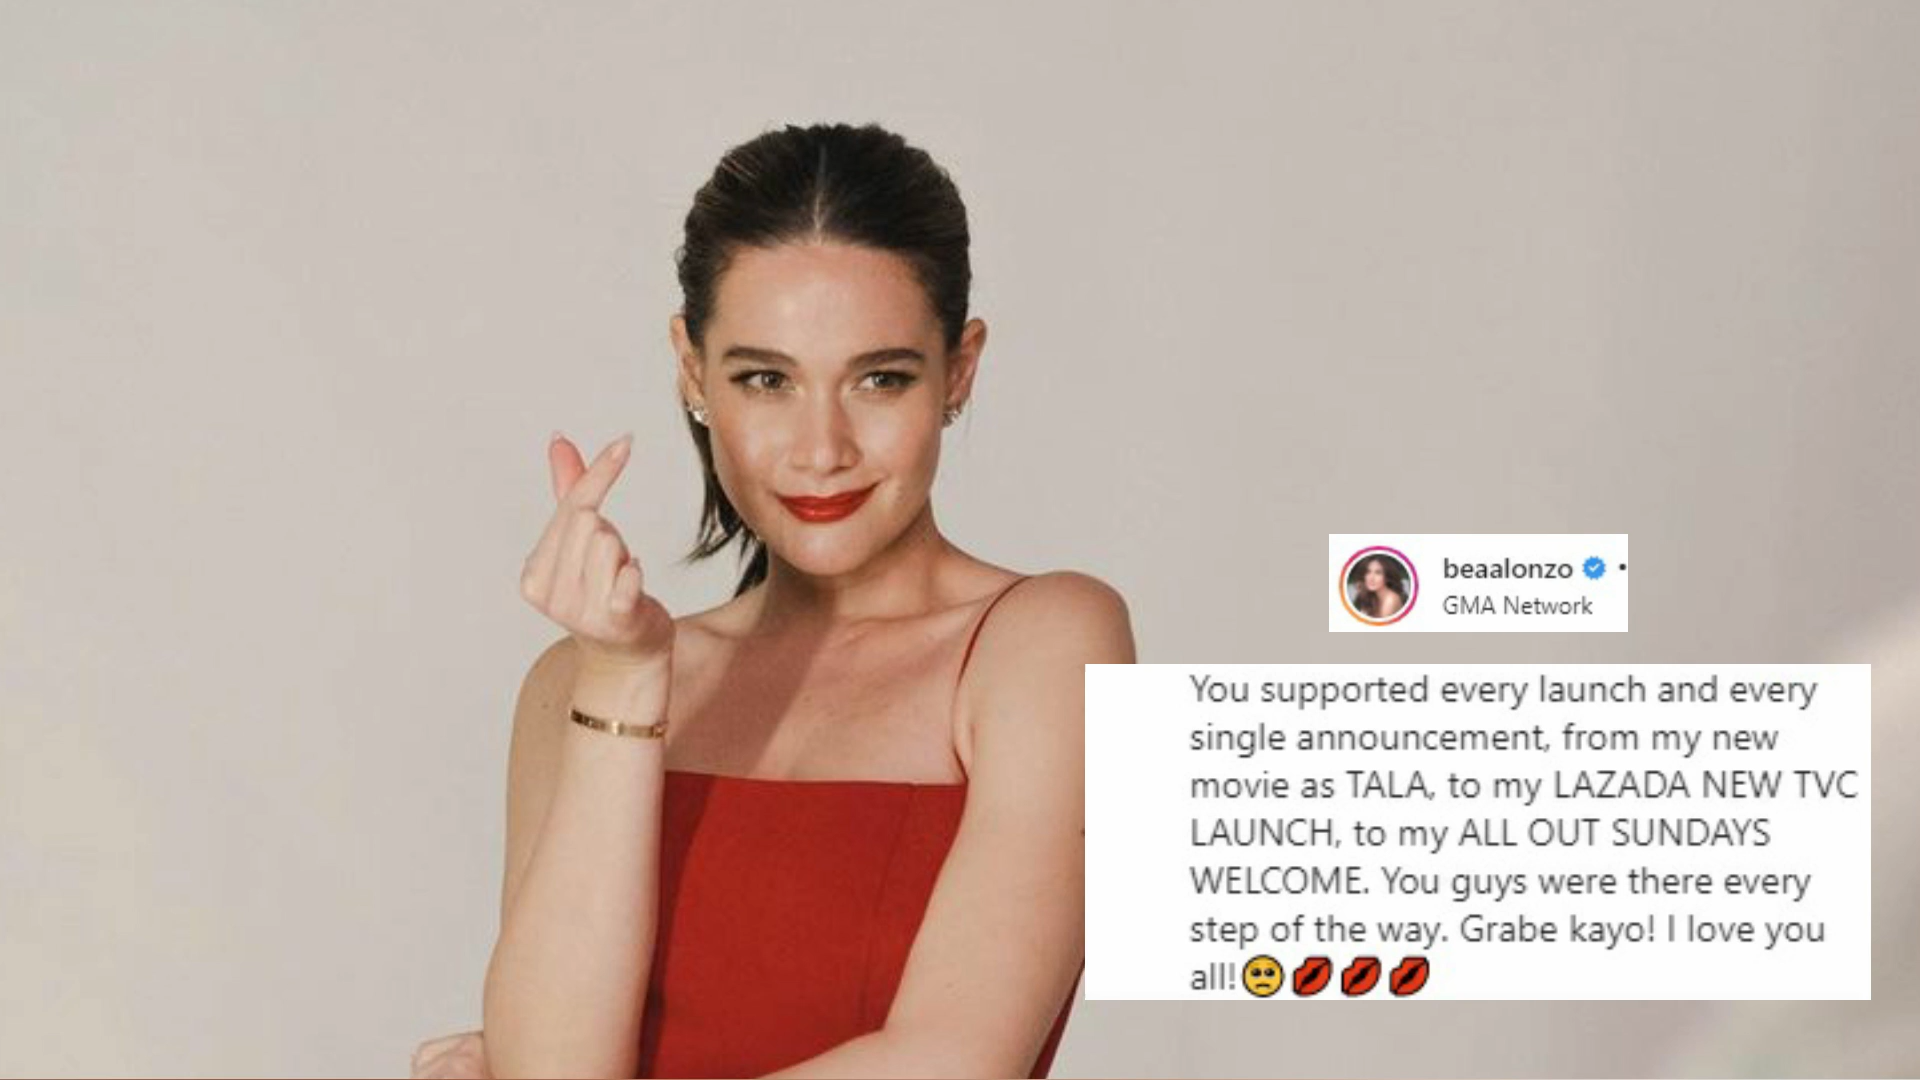 beaalonzo
GMA Network
You supported every launch and every
single announcement, from my new
movie as TALA, to my LAZADA NEW TVC
LAUNCH, to my ALL OUT SUNDAYS
WELCOME. You guys were there every
step of the way. Grabe kayo! I love you
all!🥺💋💋💋